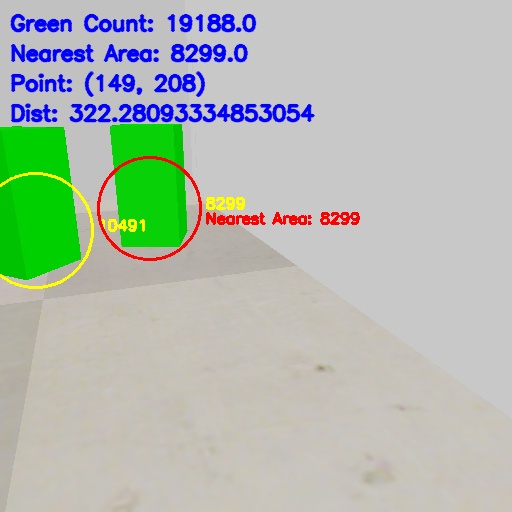 Green Count: 19188.0
Nearest Area: 8299.0
Point: (149, 208)
Dist: 322.28093334853054
8299
Nearest Area: 8299
10491